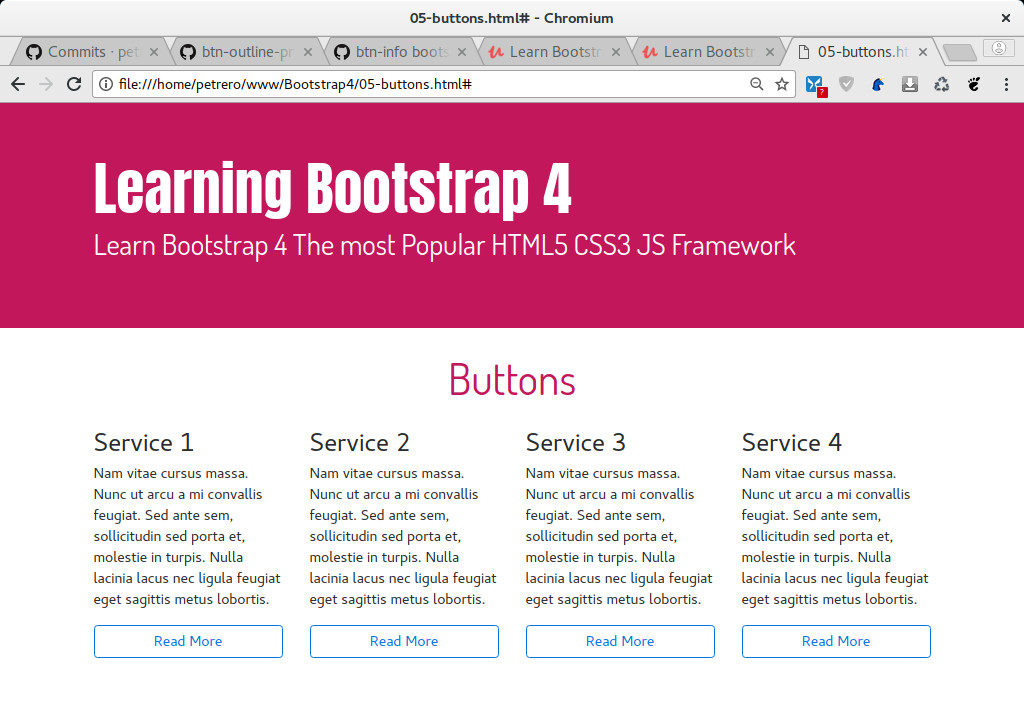 05-buttons.html# - Chromium
Commits · pet
btn-outline-pr
btn-info boots
Learn Bootstr
Learn Bootstr
05-buttons.ht
file:///home/petrero/www/Bootstrap4/05-buttons.html#
?
Learning Bootstrap 4
Learn Bootstrap 4 The most Popular HTML5 CSS3 JS Framework
Buttons
Service 1
Nam vitae cursus massa.
Nunc ut arcu a mi convallis
feugiat. Sed ante sem,
sollicitudin sed porta et,
molestie in turpis. Nulla
lacinia lacus nec ligula feugiat
eget sagittis metus lobortis.
Read More
Service 2
Nam vitae cursus massa.
Nunc ut arcu a mi convallis
feugiat. Sed ante sem,
sollicitudin sed porta et,
molestie in turpis. Nulla
lacinia lacus nec ligula feugiat
eget sagittis metus lobortis.
Read More
Service 3
Nam vitae cursus massa.
Nunc ut arcu a mi convallis
feugiat. Sed ante sem,
sollicitudin sed porta et,
molestie in turpis. Nulla
lacinia lacus nec ligula feugiat
eget sagittis metus lobortis.
Read More
Service 4
Nam vitae cursus massa.
Nunc ut arcu a mi convallis
feugiat. Sed ante sem,
sollicitudin sed porta et,
molestie in turpis. Nulla
lacinia lacus nec ligula feugiat
eget sagittis metus lobortis.
Read More